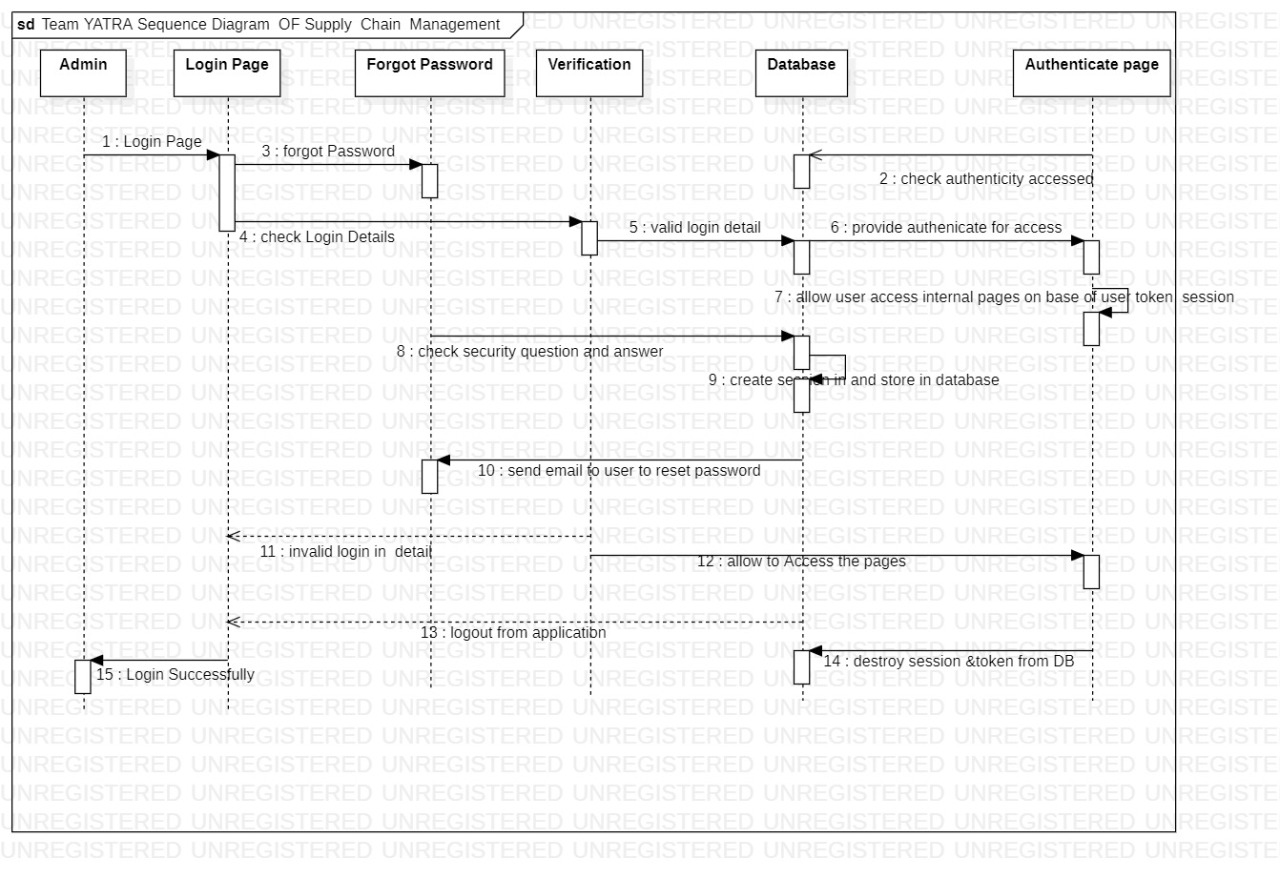 sd Team YATRA Sequence Diagram OF Supply Chain Management
Admin
Login Page
Forgot Password
Verification
Database
Authenticate page
1 : Login Page
3 : forgot Password
2 : check authenticity accessed
4 : check Login Details
5 : valid login detail
6 : provide authenicate for access
7 : allow user access internal pages on base of user token session
8 : check security question and answer
9 : create session in and store in database
10 : send email to user to reset password
11 : invalid login in detail
12 : allow to Access the pages
13 : logout from application
14 : destroy session &token from DB
15 : Login Successfully
UNREGISTERED